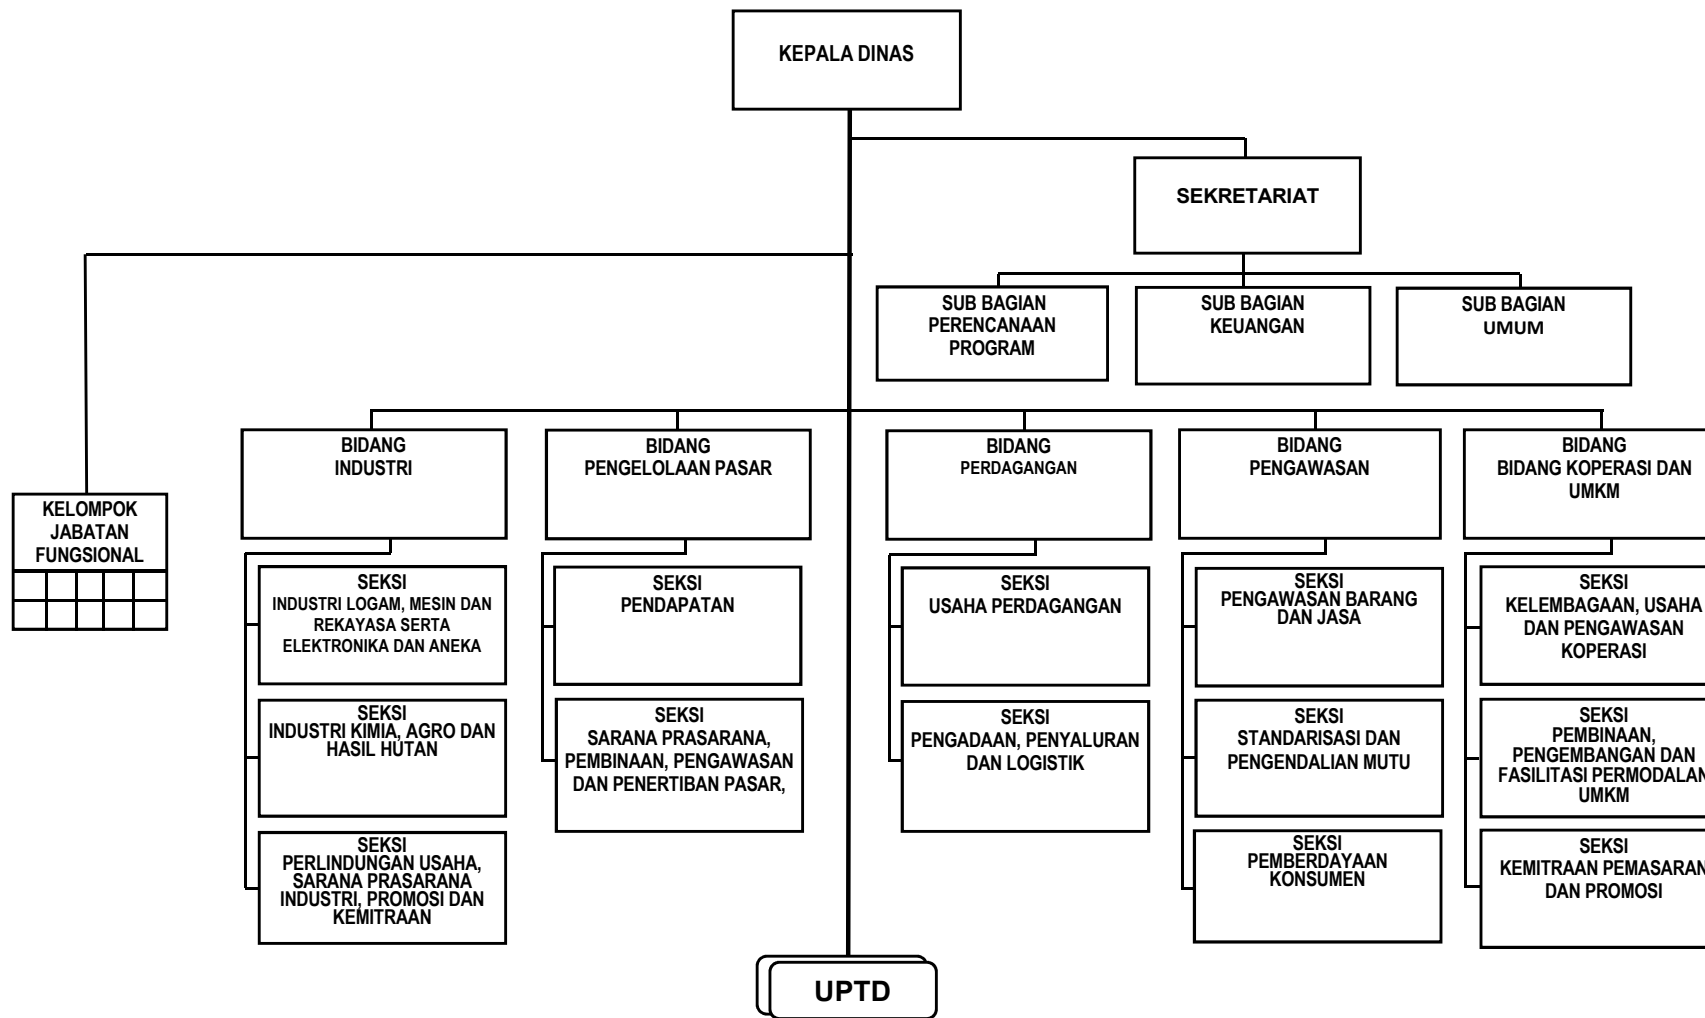 KEPALA DINAS
SEKRETARIAT
SUB BAGIAN
PERENCANAAN
PROGRAM
SUB BAGIAN
KEUANGAN
SUB BAGIAN
UMUM
BIDANG
INDUSTRI
BIDANG
PENGELOLAAN PASAR
BIDANG
PERDAGANGAN
BIDANG
PENGAWASAN
BIDANG
BIDANG KOPERASI DAN
UMKM
KELOMPOK
JABATAN
FUNGSIONAL
SEKSI
INDUSTRI LOGAM, MESIN DAN
REKAYASA SERTA
ELEKTRONIKA DAN ANEKA
SEKSI
PENDAPATAN
SEKSI
USAHA PERDAGANGAN
SEKSI
PENGAWASAN BARANG
DAN JASA
SEKSI
KELEMBAGAAN, USAHA
DAN PENGAWASAN
KOPERASI
SEKSI
INDUSTRI KIMIA, AGRO DAN
HASIL HUTAN
SEKSI
SARANA PRASARANA,
PEMBINAAN, PENGAWASAN
DAN PENERTIBAN PASAR,
SEKSI
PENGADAAN, PENYALURAN
DAN LOGISTIK
SEKSI
STANDARISASI DAN
PENGENDALIAN MUTU
SEKSI
PEMBINAAN,
PENGEMBANGAN DAN
FASILITASI PERMODALAN
UMKM
SEKSI
PERLINDUNGAN USAHA,
SARANA PRASARANA
INDUSTRI, PROMOSI DAN
KEMITRAAN
SEKSI
PEMBERDAYAAN
KONSUMEN
SEKSI
KEMITRAAN PEMASARAN
DAN PROMOSI
UPTD